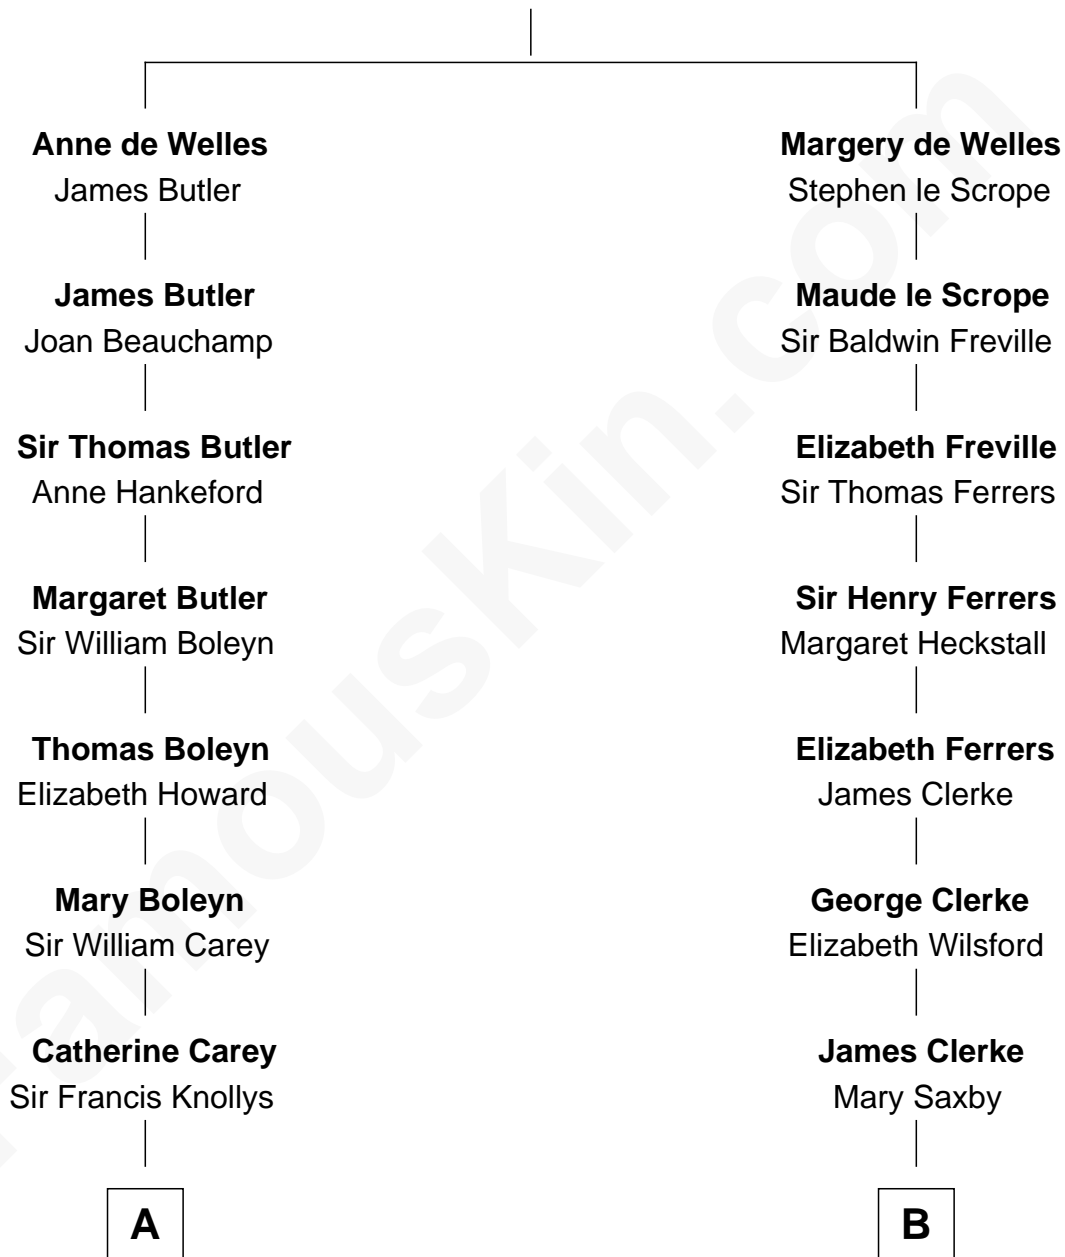 Anne de Welles
James Butler
James Butler
Joan Beauchamp
Sir Thomas Butler
Anne Hankeford
Margaret Butler
Sir William Boleyn
Thomas Boleyn
Elizabeth Howard
Mary Boleyn
Sir William Carey
Catherine Carey
Sir Francis Knollys
A
Margery de Welles
Stephen le Scrope
Maude le Scrope
Sir Baldwin Freville
Elizabeth Freville
Sir Thomas Ferrers
Sir Henry Ferrers
Margaret Heckstall
Elizabeth Ferrers
James Clerke
George Clerke
Elizabeth Wilsford
James Clerke
Mary Saxby
B
FamousKin.com